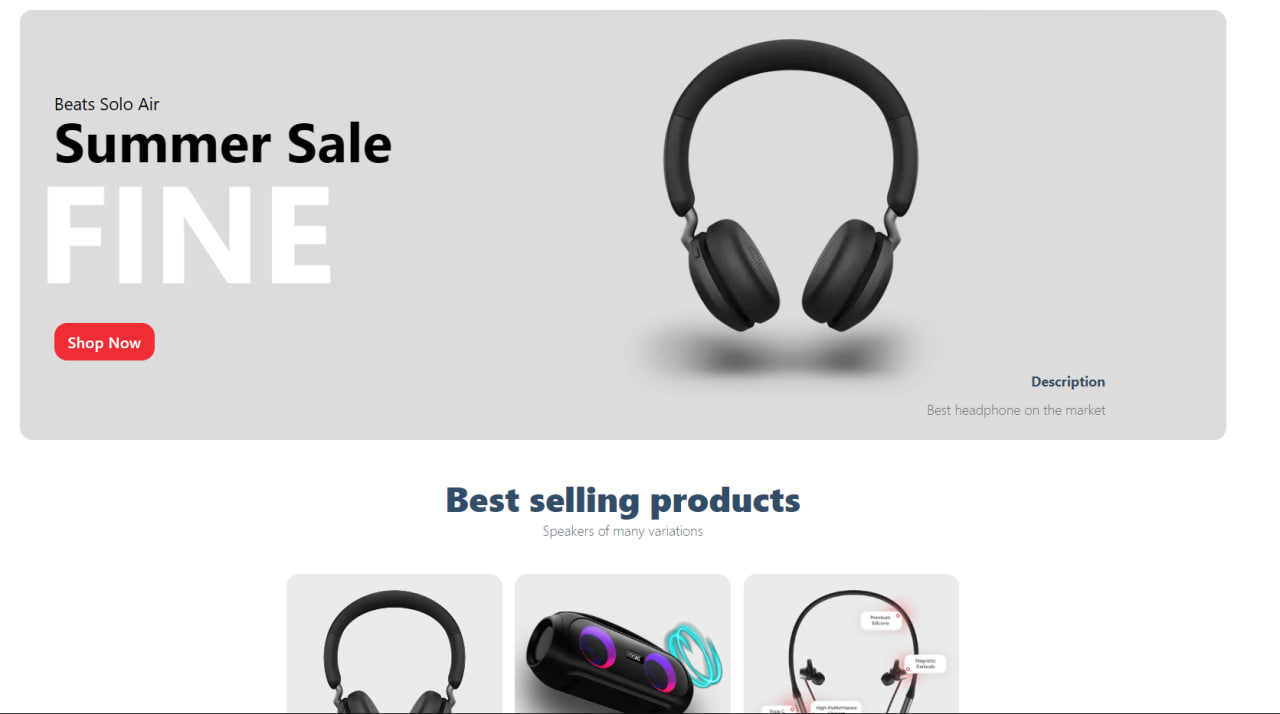 Beats Solo Air
Summer Sale
FINE
Shop Now
Description
Best headphone on the market
Best selling products
Speakers of many variations
Premium
Silicone
Magnetic
Earbuds
Type C
High-Performance